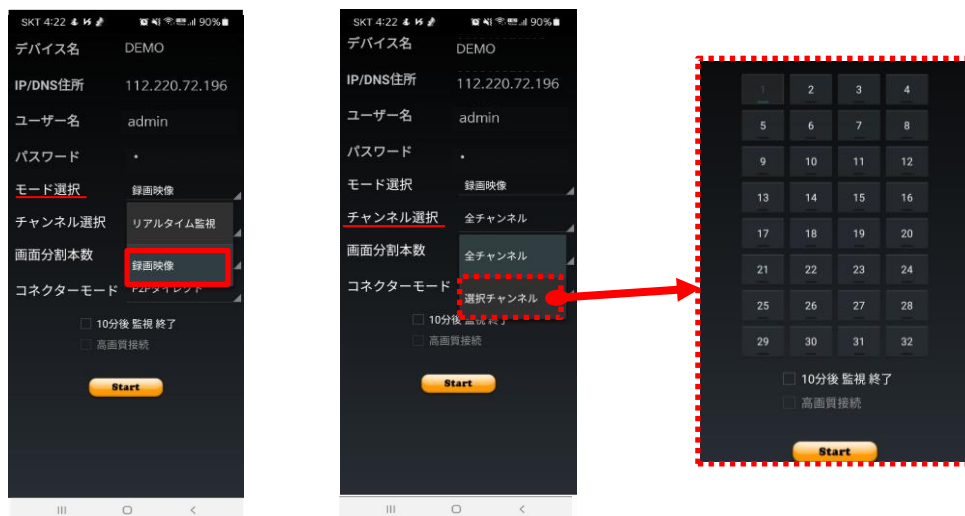 SKT 4:22 90%
デバイス名 DEMO
IP/DNS住所 112.220.72.196
ユーザー名 admin
パスワード •
モード選択 録画映像
チャンネル選択 リアルタイム監視
画面分割本数
録画映像
コネクターモード P2Pダイレクト
10分後 監視 終了
高画質接続
Start
SKT 4:22 90%
デバイス名 DEMO
IP/DNS住所 112.220.72.196
ユーザー名 admin
パスワード •
モード選択 録画映像
チャンネル選択 全チャンネル
画面分割本数 全チャンネル
コネクターモード
選択チャンネル
10分後 監視 終了
高画質接続
Start
1 2 3 4
5 6 7 8
9 10 11 12
13 14 15 16
17 18 19 20
21 22 23 24
25 26 27 28
29 30 31 32
10分後 監視 終了
高画質接続
Start